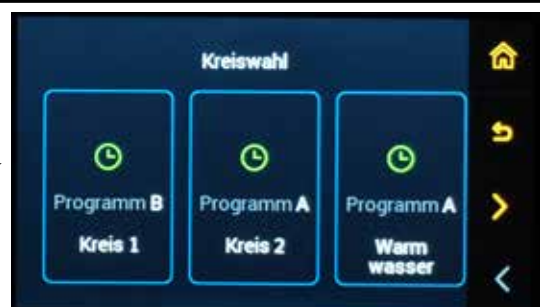 Kreiswahl
Programm B
Kreis 1
Programm A
Kreis 2
Programm A
Warm
wasser